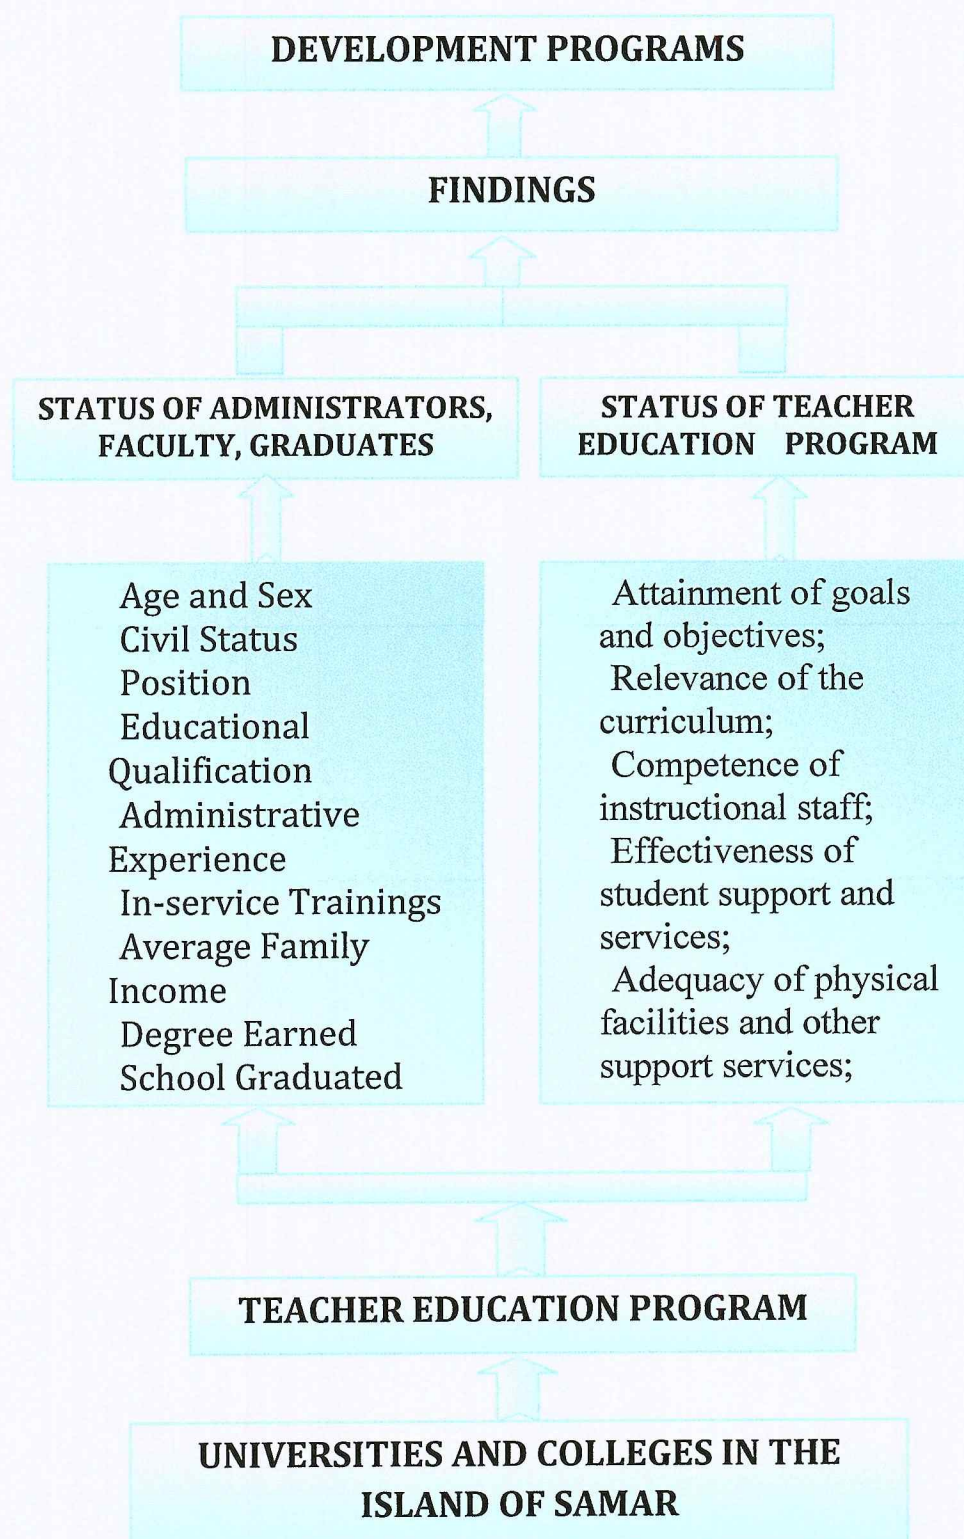 DEVELOPMENT PROGRAMS
FINDINGS
STATUS OF ADMINISTRATORS,
FACULTY, GRADUATES
STATUS OF TEACHER
EDUCATION PROGRAM
Age and Sex
Civil Status
Position
Educational
Qualification
Administrative
Experience
In-service Trainings
Average Family
Income
Degree Earned
School Graduated
Attainment of goals
and objectives;
Relevance of the
curriculum;
Competence of
instructional staff;
Effectiveness of
student support and
services;
Adequacy of physical
facilities and other
support services;
TEACHER EDUCATION PROGRAM
UNIVERSITIES AND COLLEGES IN THE
ISLAND OF SAMAR